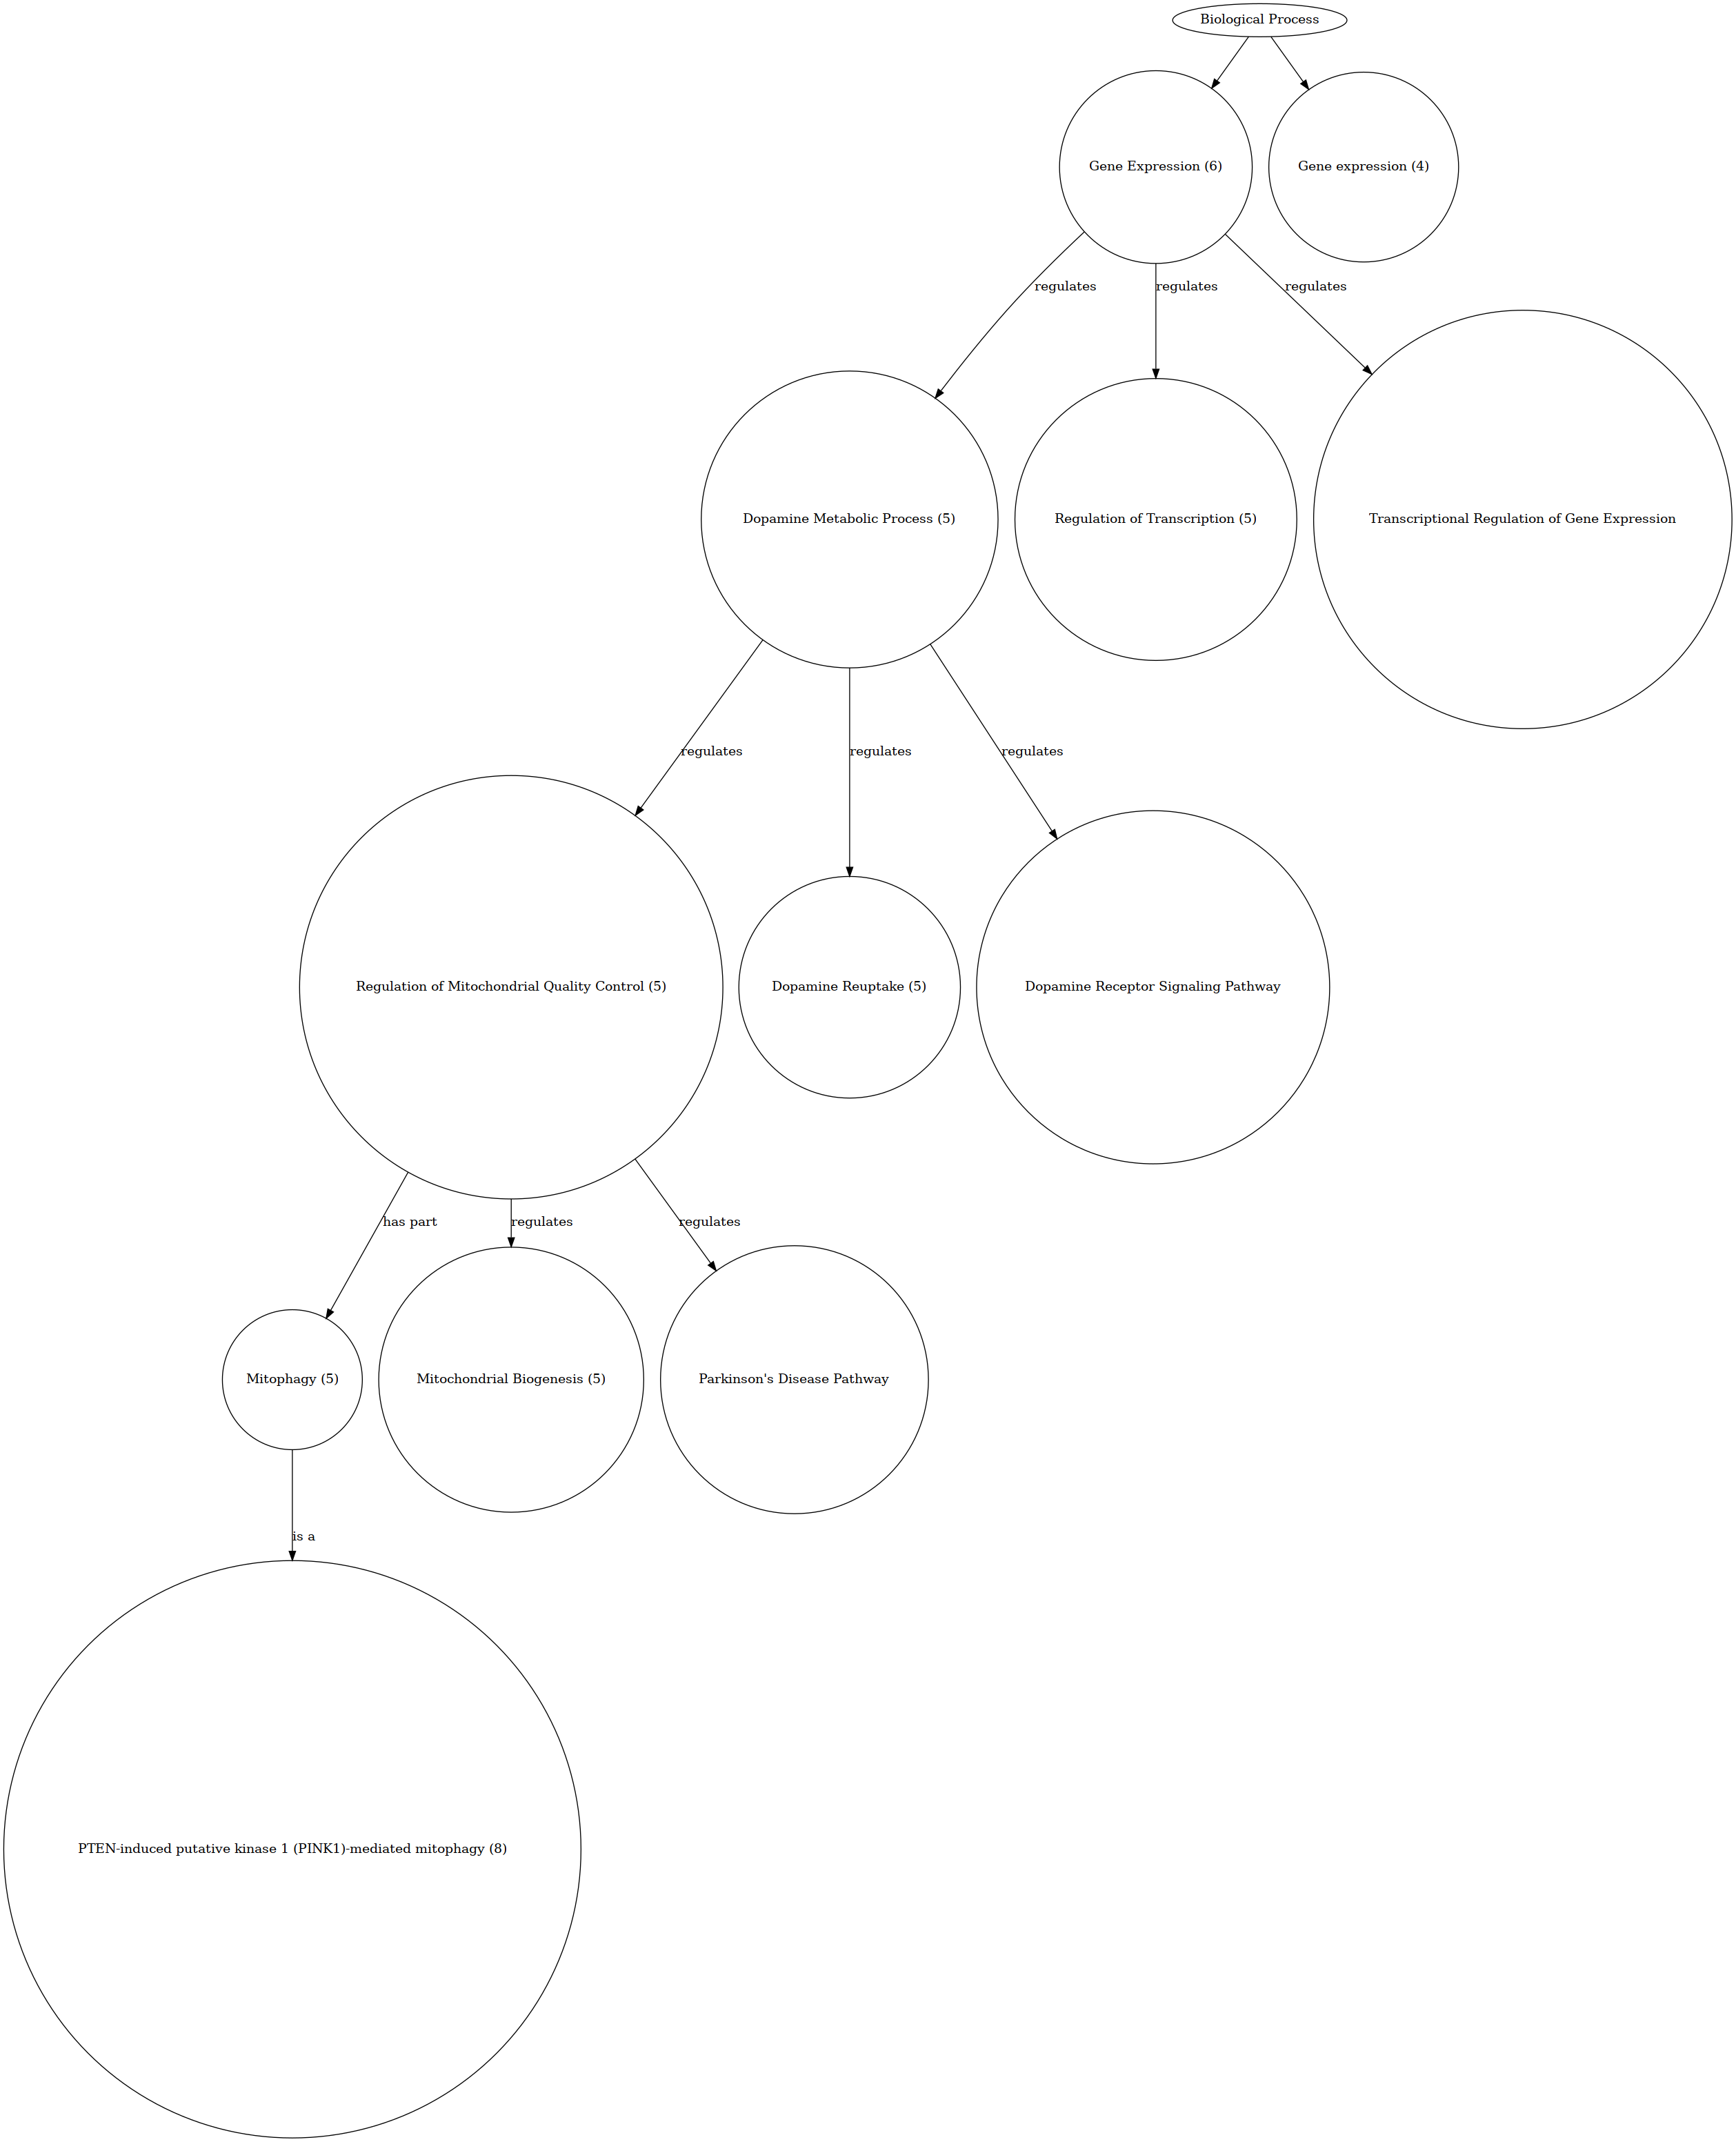 Biological Process
Gene Expression (6)
Gene expression (4)
regulates
regulates
regulates
Dopamine Metabolic Process (5)
Regulation of Transcription (5)
Transcriptional Regulation of Gene Expression
regulates
regulates
regulates
Regulation of Mitochondrial Quality Control (5)
Dopamine Reuptake (5)
Dopamine Receptor Signaling Pathway
has part
regulates
regulates
Mitophagy (5)
Mitochondrial Biogenesis (5)
Parkinson's Disease Pathway
is a
PTEN-induced putative kinase 1 (PINK1)-mediated mitophagy (8)